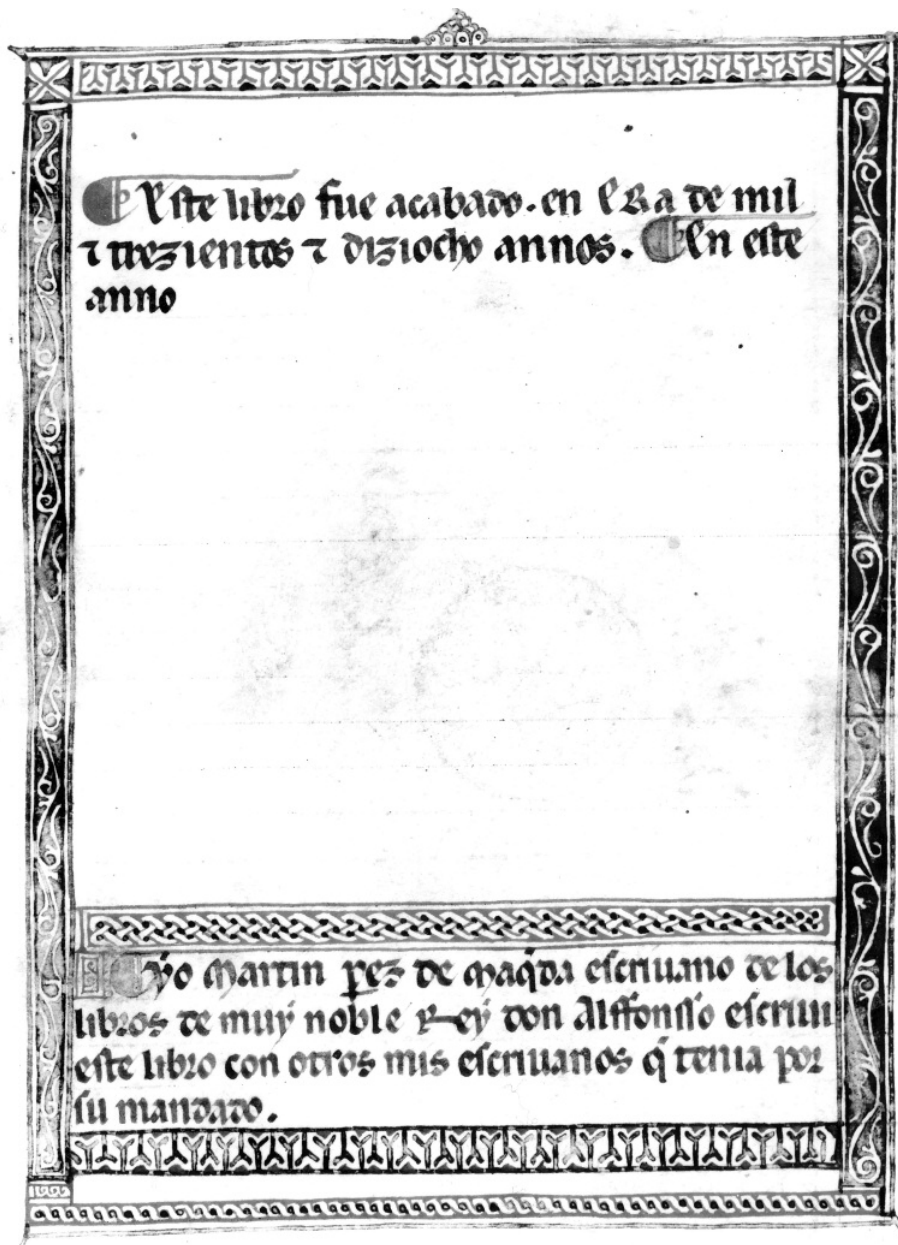 Este libro fue acabado. en Era de mil
⁊ trezientos ⁊ diziocho annos. En este
anno
yo Martin perez de maq̃da escriuano de los
libros de muy noble Rey don Alffonsso escriui
este libro con otros mis escriuanos q̃ tenia por
su mandado.